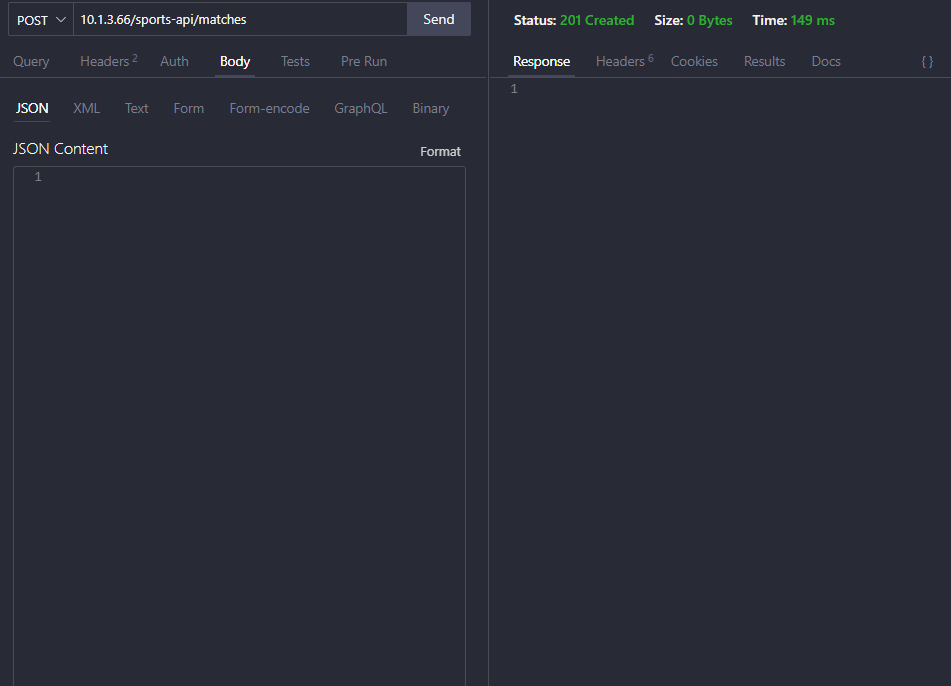 POST 10.1.3.66/sports-api/matches Send
Query Headers 2 Auth Body Tests Pre Run
JSON XML Text Form Form-encode GraphQL Binary
JSON Content Format
1
Status: 201 Created Size: 0 Bytes Time: 149 ms
Response Headers 6 Cookies Results Docs { }
1